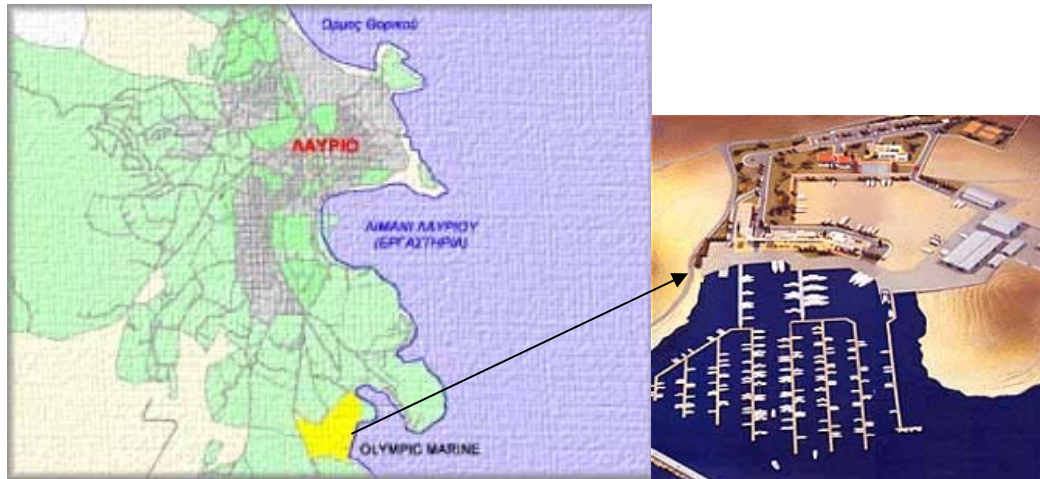 Όρμος Θορικού
ΛΑΥΡΙΟ
ΛΙΜΑΝΙ ΛΑΥΡΙΟΥ
(ΕΡΓΑΣΤΗΡΙΑ)
OLYMPIC MARINE